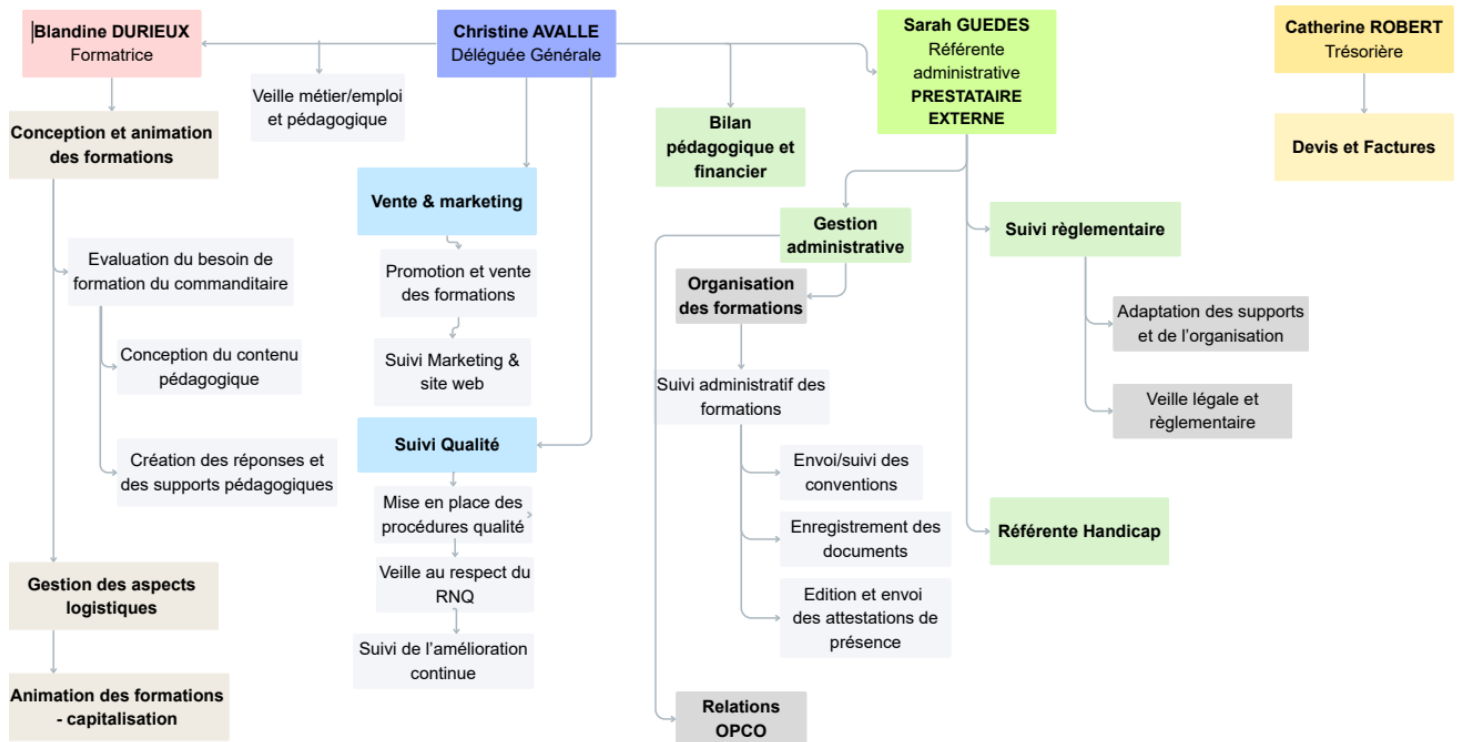 Blandine DURIEUX
Formatrice
Christine AVALLE
Déléguée Générale
Sarah GUEDES
Référente
administrative
PRESTATAIRE
EXTERNE
Catherine ROBERT
Trésorière
Veille métier/emploi
et pédagogique
Conception et animation
des formations
Bilan
pédagogique et
financier
Devis et Factures
Vente & marketing
Gestion
administrative
Suivi règlementaire
Evaluation du besoin de
formation du commanditaire
Promotion et vente
des formations
Organisation
des formations
Adaptation des supports
et de l'organisation
Conception du contenu
pédagogique
Suivi Marketing &
site web
Suivi administratif des
formations
Veille légale et
règlementaire
Suivi Qualité
Création des réponses et
des supports pédagogiques
Envoi/suivi des
conventions
Mise en place des
procédures qualité
Enregistrement des
documents
Référente Handicap
Veille au respect du
RNQ
Gestion des aspects
logistiques
Edition et envoi
des attestations de
présence
Suivi de l'amélioration
continue
Animation des formations
- capitalisation
Relations
OPCO